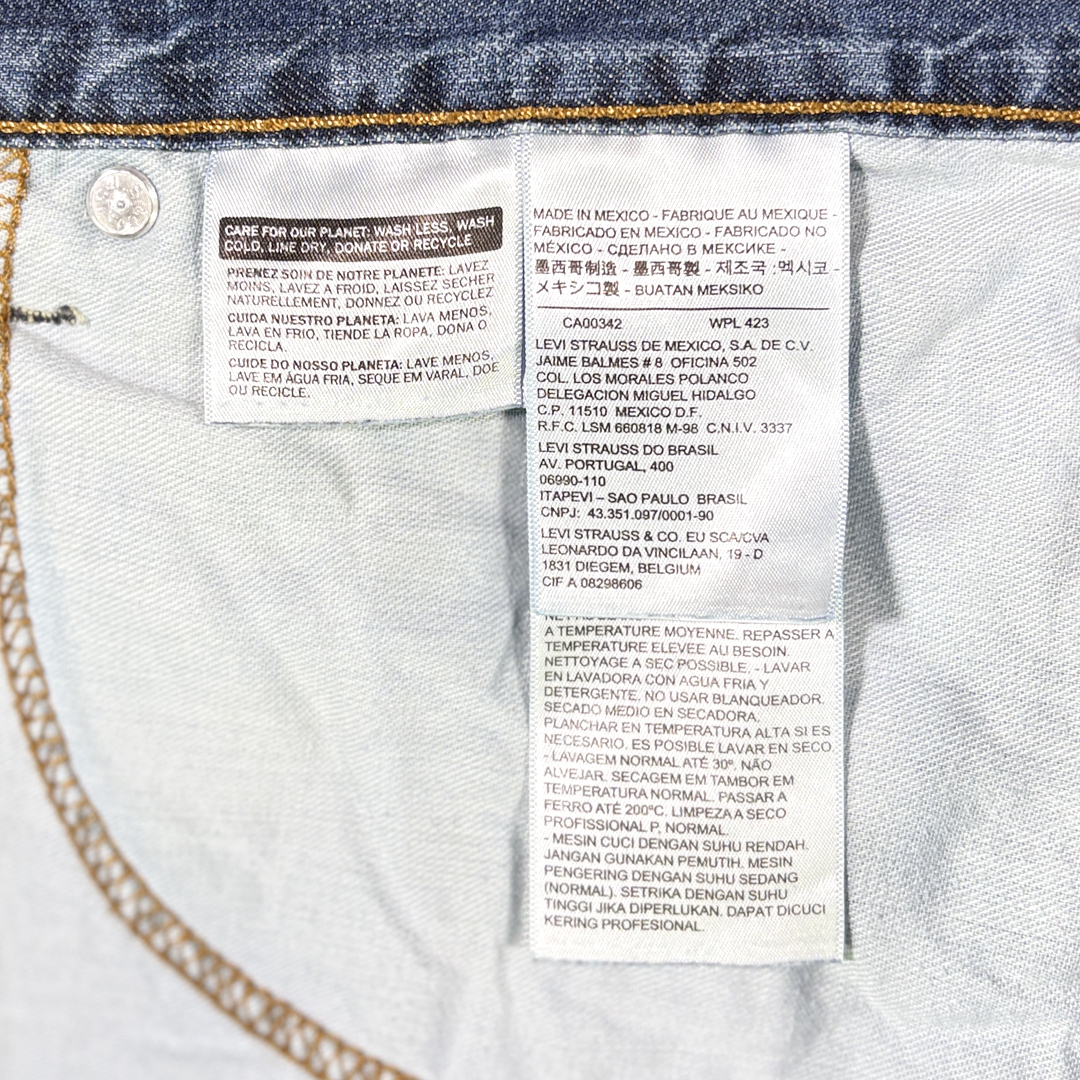 CARE FOR OUR PLANET: WASH LESS, WASH
COLD, LINE DRY, DONATE OR RECYCLE
PRENEZ SOIN DE NOTRE PLANETE: LAVEZ
MOINS, LAVEZ A FROID, LAISSEZ SECHER
NATURELLEMENT, DONNEZ OU RECYCLEZ
CUIDA NUESTRO PLANETA: LAVA MENOS,
LAVA EN FRIO, TIENDE LA ROPA, DONA O
RECICLA.
CUIDE DO NOSSO PLANETA: LAVE MENOS,
LAVE EM ÁGUA FRIA, SEQUE EM VARAL, DOE
OU RECICLE.
MADE IN MEXICO - FABRIQUE AU MEXIQUE -
FABRICADO EN MEXICO - FABRICADO NO
MÉXICO - СДЕЛАНО В МЕКСИКЕ -
墨西哥制造 - 墨西哥製 - 제조국 :멕시코 -
メキシコ製 - BUATAN MEKSIKO
CA00342 WPL 423
LEVI STRAUSS DE MEXICO, S.A. DE C.V.
JAIME BALMES # 8 OFICINA 502
COL. LOS MORALES POLANCO
DELEGACION MIGUEL HIDALGO
C.P. 11510 MEXICO D.F.
R.F.C. LSM 660818 M-98 C.N.I.V. 3337
LEVI STRAUSS DO BRASIL
AV. PORTUGAL, 400
06990-110
ITAPEVI – SAO PAULO BRASIL
CNPJ: 43.351.097/0001-90
LEVI STRAUSS & CO. EU SCA/CVA
LEONARDO DA VINCILAAN, 19 - D
1831 DIEGEM, BELGIUM
CIF A 08298606
A TEMPERATURE MOYENNE. REPASSER A
TEMPERATURE ELEVEE AU BESOIN.
NETTOYAGE A SEC POSSIBLE, - LAVAR
EN LAVADORA CON AGUA FRIA Y
DETERGENTE. NO USAR BLANQUEADOR.
SECADO MEDIO EN SECADORA.
PLANCHAR EN TEMPERATURA ALTA SI ES
NECESARIO. ES POSIBLE LAVAR EN SECO.
- LAVAGEM NORMAL ATÉ 30º. NÃO
ALVEJAR. SECAGEM EM TAMBOR EM
TEMPERATURA NORMAL. PASSAR A
FERRO ATÉ 200ºC. LIMPEZA A SECO
PROFISSIONAL P, NORMAL.
- MESIN CUCI DENGAN SUHU RENDAH.
JANGAN GUNAKAN PEMUTIH. MESIN
PENGERING DENGAN SUHU SEDANG
(NORMAL). SETRIKA DENGAN SUHU
TINGGI JIKA DIPERLUKAN. DAPAT DICUCI
KERING PROFESIONAL.